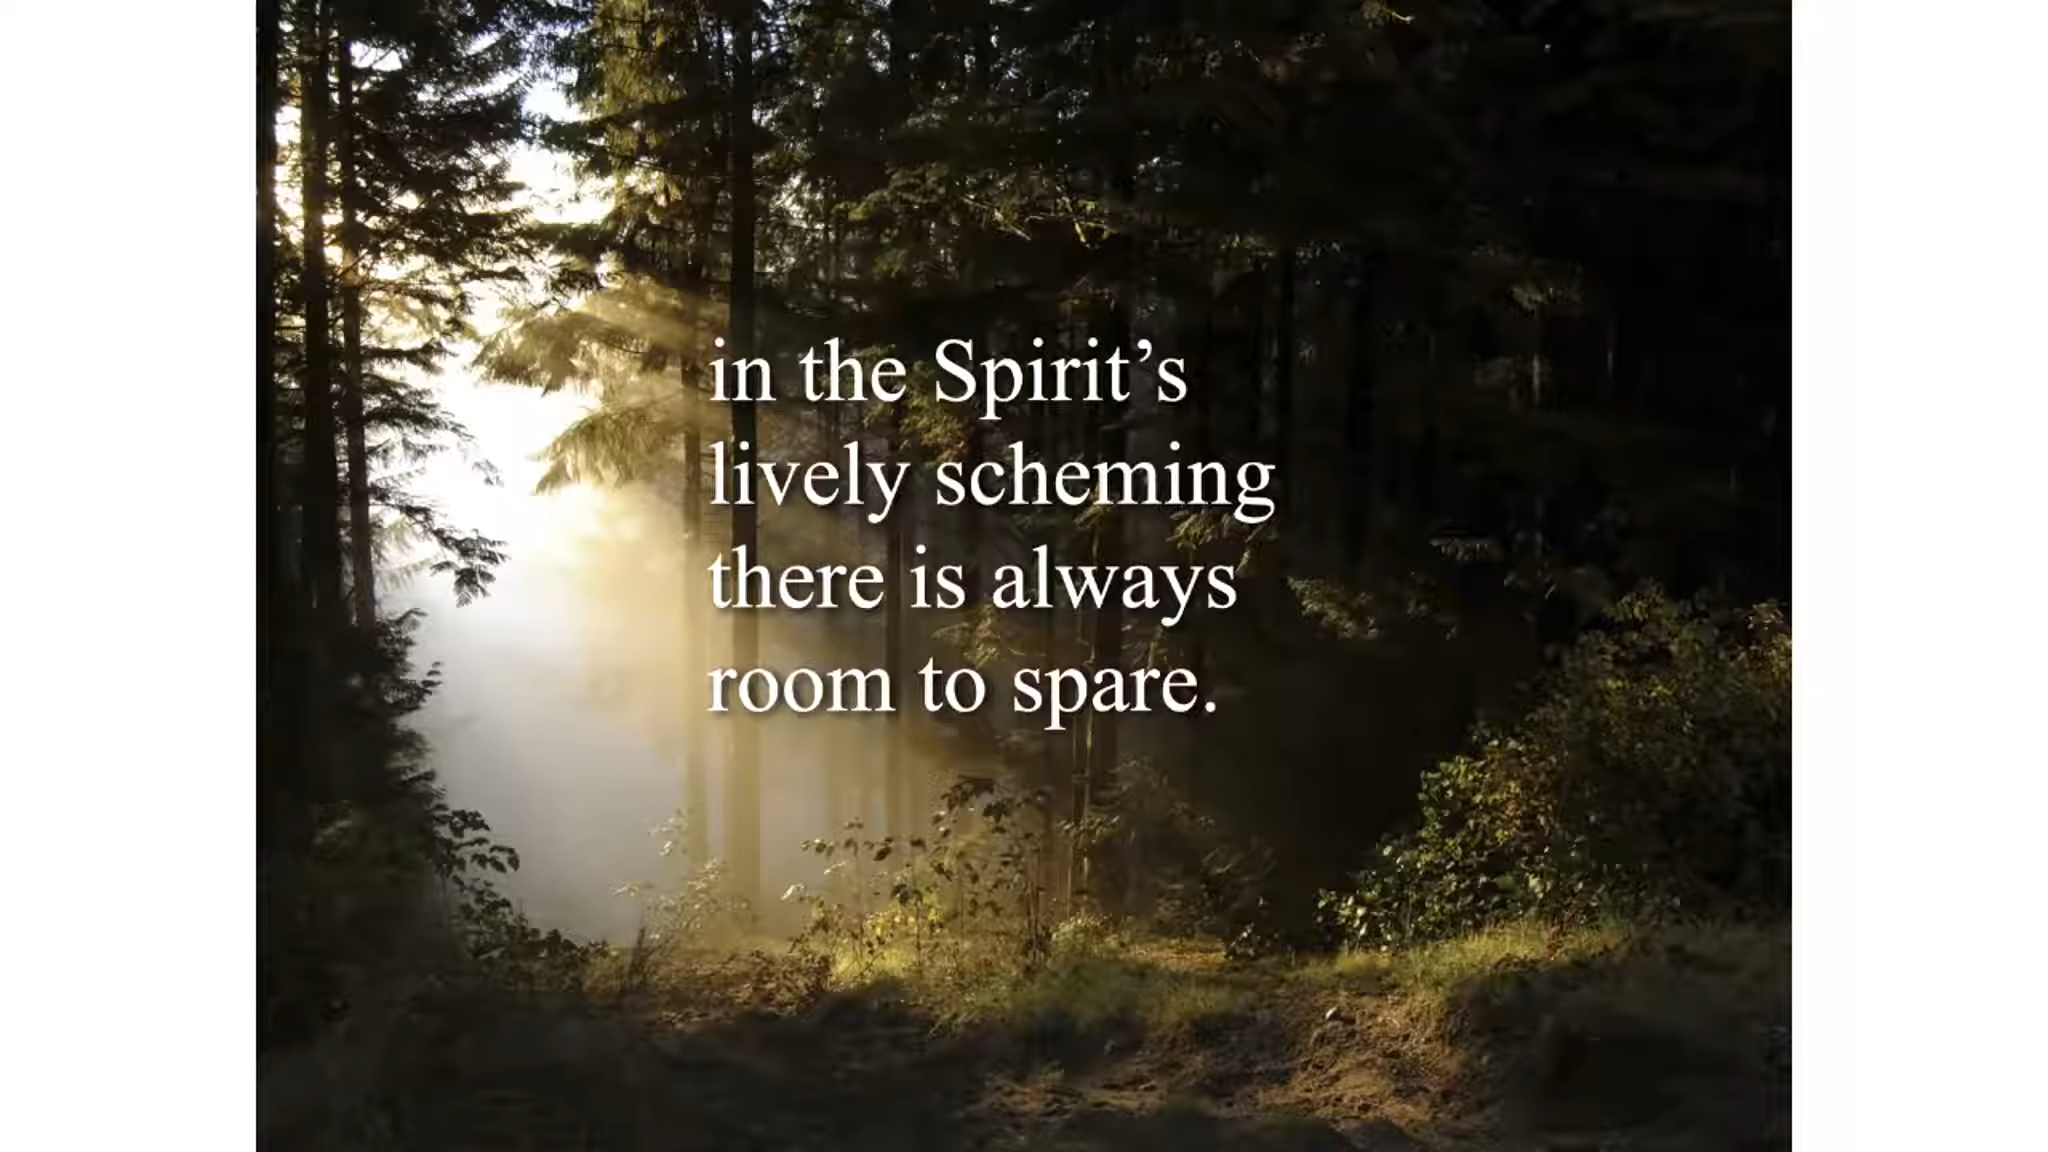 in the Spirit’s
lively scheming
there is always
room to spare.